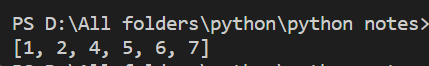 PS D:\All folders\python\python notes>
[1, 2, 4, 5, 6, 7]